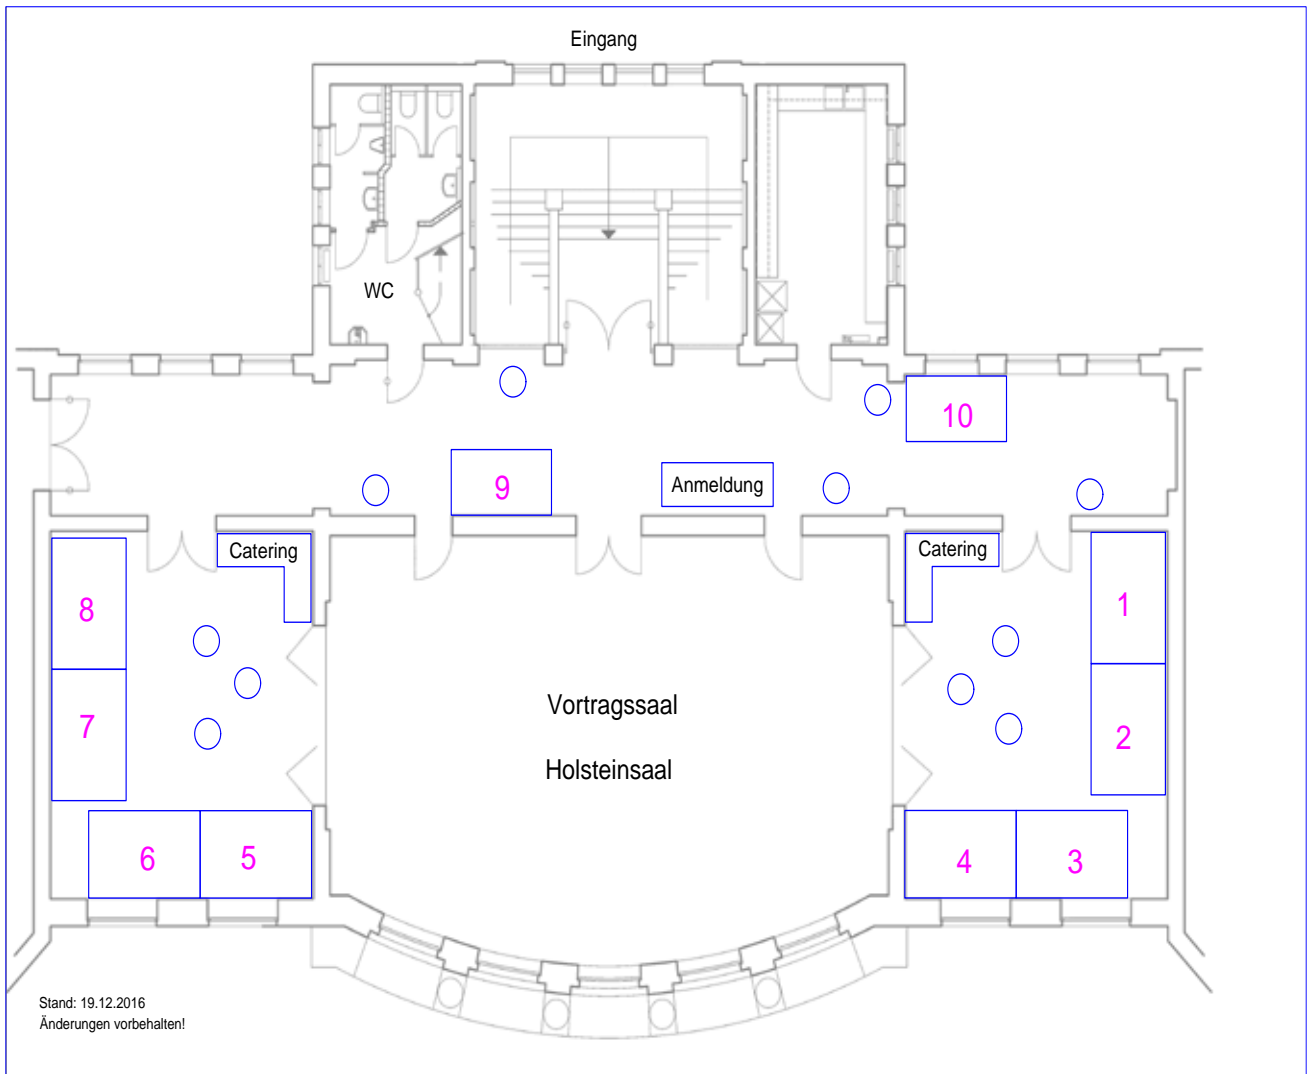 Eingang
WC
10
9
Anmeldung
Catering
Catering
8
1
7
2
Vortragssaal
Holsteinsaal
6
5
4
3
Stand: 19.12.2016
Änderungen vorbehalten!